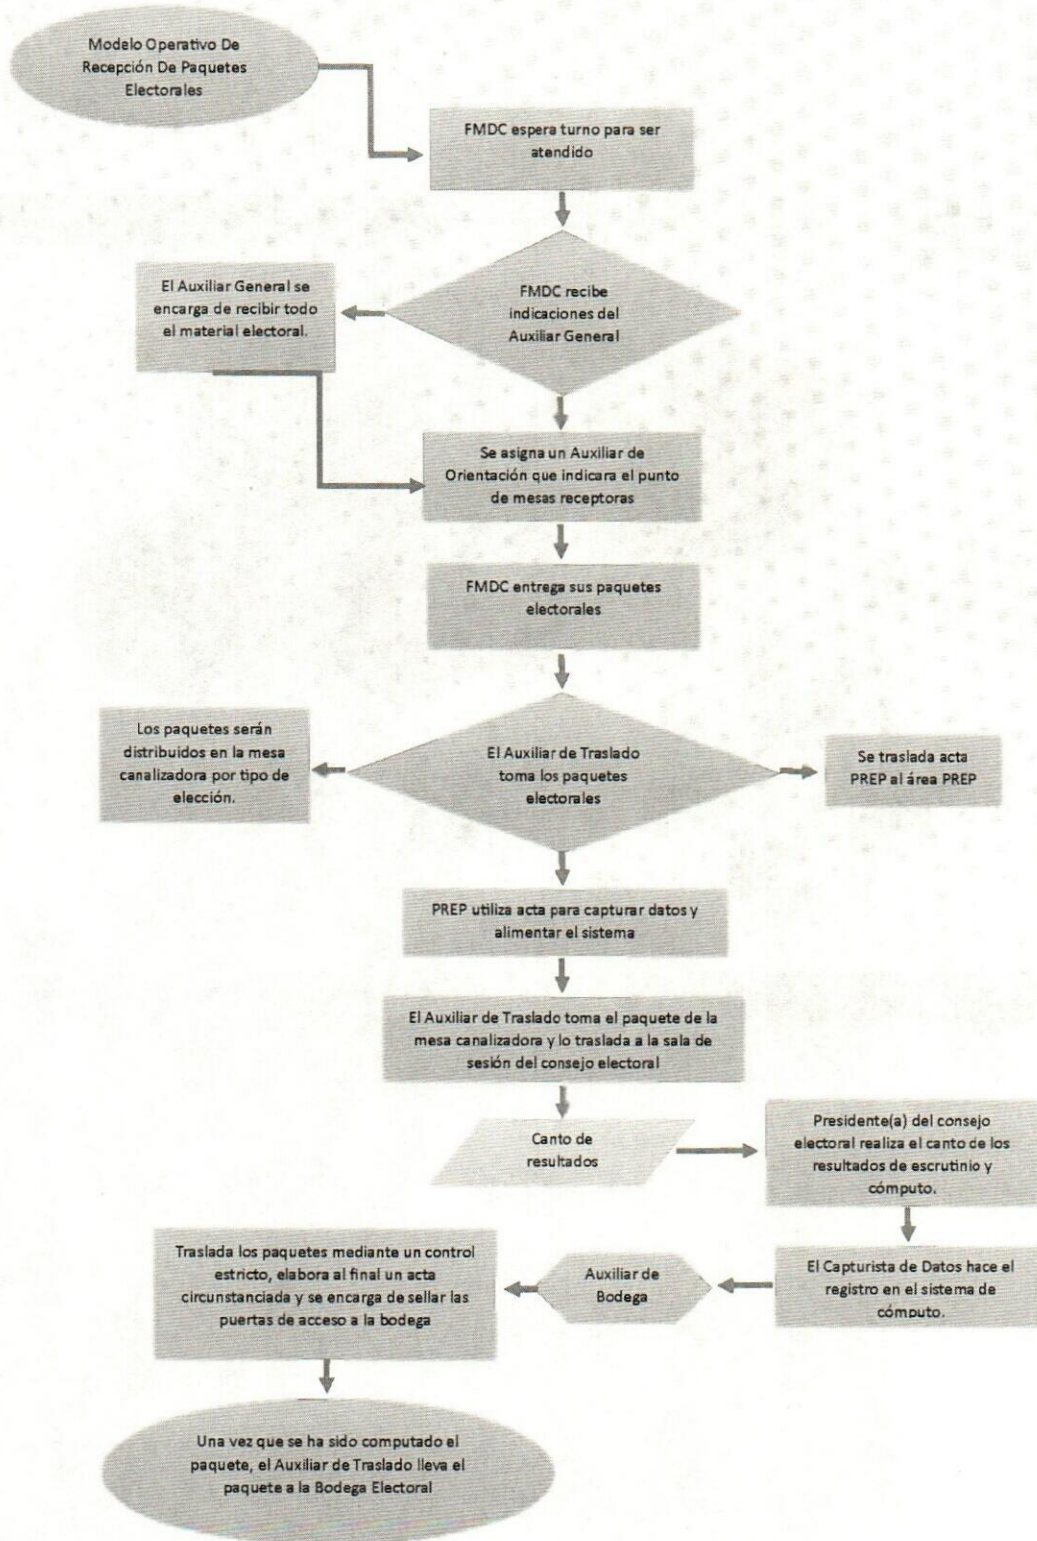 Modelo Operativo De
Recepción De Paquetes
Electorales
FMDC espera turno para ser
atendido
FMDC recibe
indicaciones del
Auxiliar General
El Auxiliar General se
encarga de recibir todo
el material electoral.
Se asigna un Auxiliar de
Orientación que indicara el punto
de mesas receptoras
FMDC entrega sus paquetes
electorales
El Auxiliar de Traslado
toma los paquetes
electorales
Los paquetes serán
distribuidos en la mesa
canalizadora por tipo de
elección.
Se traslada acta
PREP al área PREP
PREP utiliza acta para capturar datos y
alimentar el sistema
El Auxiliar de Traslado toma el paquete de la
mesa canalizadora y lo traslada a la sala de
sesión del consejo electoral
Canto de
resultados
Presidente(a) del consejo
electoral realiza el canto de los
resultados de escrutinio y
cómputo.
El Capturista de Datos hace el
registro en el sistema de
cómputo.
Auxiliar de
Bodega
Traslada los paquetes mediante un control
estricto, elabora al final un acta
circunstanciada y se encarga de sellar las
puertas de acceso a la bodega
Una vez que se ha sido computado el
paquete, el Auxiliar de Traslado lleva el
paquete a la Bodega Electoral